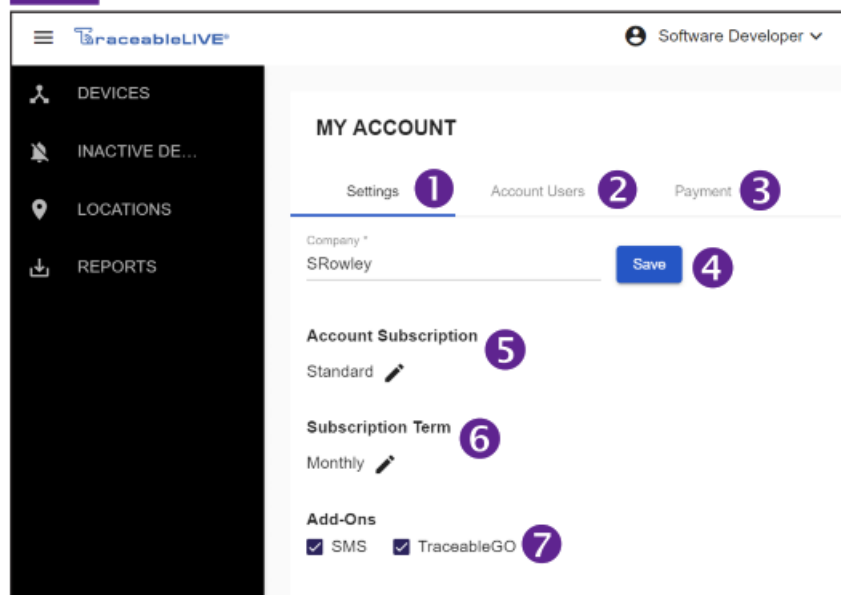 TraceableLIVE®
Software Developer
DEVICES
INACTIVE DE...
LOCATIONS
REPORTS
MY ACCOUNT
Settings 1 Account Users 2 Payment 3
Company *
SRowley
Save 4
Account Subscription 5
Standard
Subscription Term 6
Monthly
Add-Ons
SMS TraceableGO 7